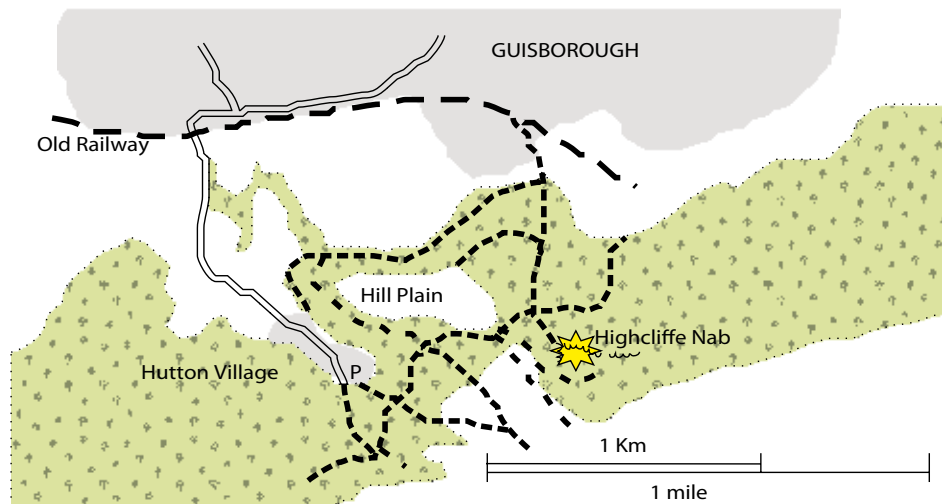 GUISBOROUGH
Old Railway
Hill Plain
Highcliffe Nab
Hutton Village
P
1 Km
1 mile